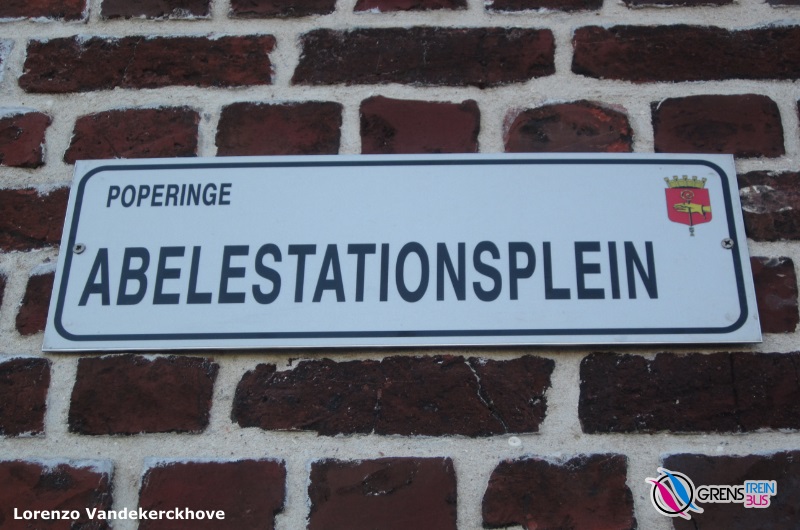 POPERINGE
ABELESTATIONSPLEIN
Lorenzo Vandekerckhove
GRENS TREIN BUS